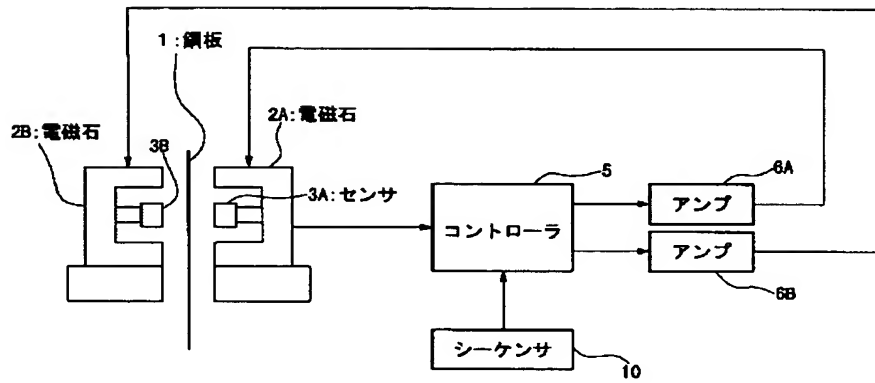 1:鋼板
2A:電磁石
2B:電磁石
3B
3A:センサ
5
6A
コントローラ
アンプ
アンプ
6B
シーケンサ
10